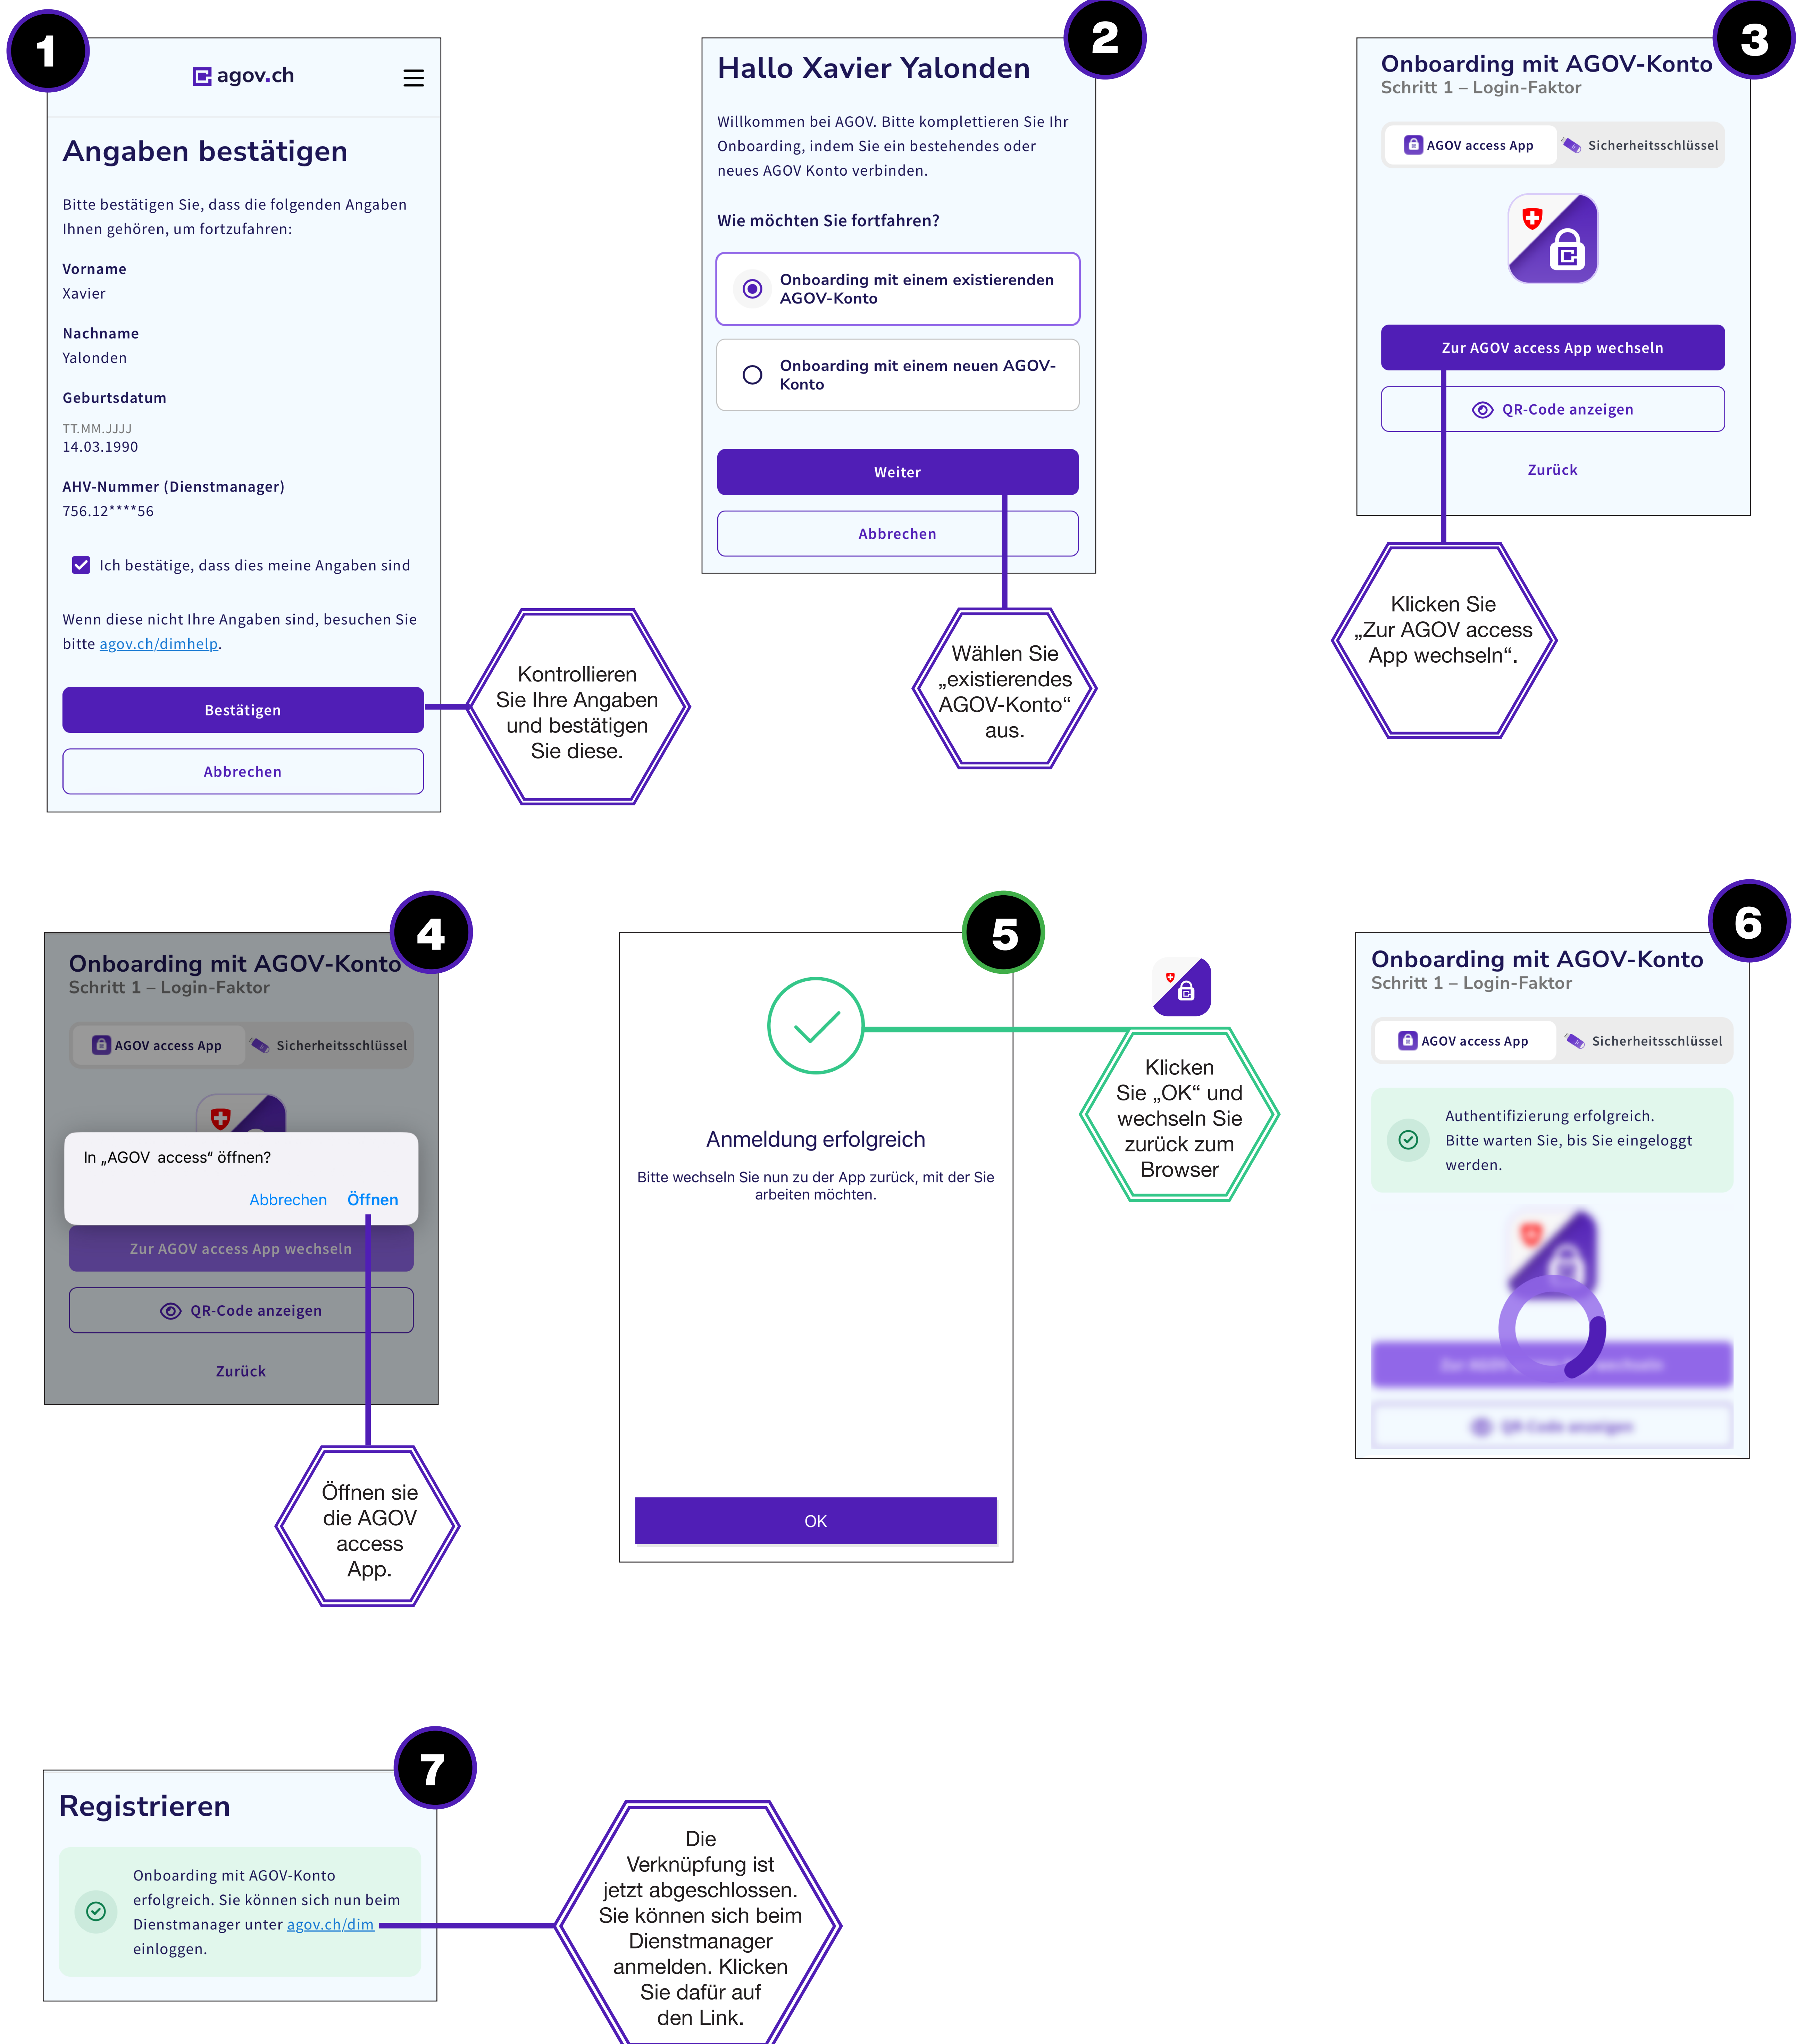 1
agov.ch
Angaben bestätigen
Bitte bestätigen Sie, dass die folgenden Angaben
Ihnen gehören, um fortzufahren:
Vorname
Xavier
Nachname
Yalonden
Geburtsdatum
TT.MM.JJJJ
14.03.1990
AHV-Nummer (Dienstmanager)
756.12****56
Ich bestätige, dass dies meine Angaben sind
Wenn diese nicht Ihre Angaben sind, besuchen Sie
bitte agov.ch/dimhelp.
Bestätigen
Abbrechen
Kontrollieren
Sie Ihre Angaben
und bestätigen
Sie diese.
2
Hallo Xavier Yalonden
Willkommen bei AGOV. Bitte komplettieren Sie Ihr
Onboarding, indem Sie ein bestehendes oder
neues AGOV Konto verbinden.
Wie möchten Sie fortfahren?
Onboarding mit einem existierenden
AGOV-Konto
Onboarding mit einem neuen AGOV-
Konto
Weiter
Abbrechen
Wählen Sie
„existierendes
AGOV-Konto“
aus.
3
Onboarding mit AGOV-Konto
Schritt 1 – Login-Faktor
AGOV access App
Sicherheitsschlüssel
Zur AGOV access App wechseln
QR-Code anzeigen
Zurück
Klicken Sie
„Zur AGOV access
App wechseln“.
4
Onboarding mit AGOV-Konto
Schritt 1 – Login-Faktor
AGOV access App
Sicherheitsschlüssel
In „AGOV access“ öffnen?
Abbrechen
Öffnen
Zur AGOV access App wechseln
QR-Code anzeigen
Zurück
Öffnen sie
die AGOV
access
App.
5
Anmeldung erfolgreich
Bitte wechseln Sie nun zu der App zurück, mit der Sie
arbeiten möchten.
OK
Klicken
Sie „OK“ und
wechseln Sie
zurück zum
Browser
6
Onboarding mit AGOV-Konto
Schritt 1 – Login-Faktor
AGOV access App
Sicherheitsschlüssel
Authentifizierung erfolgreich.
Bitte warten Sie, bis Sie eingeloggt
werden.
QR-Code anzeigen
7
Registrieren
Onboarding mit AGOV-Konto
erfolgreich. Sie können sich nun beim
Dienstmanager unter agov.ch/dim
einloggen.
Die
Verknüpfung ist
jetzt abgeschlossen.
Sie können sich beim
Dienstmanager
anmelden. Klicken
Sie dafür auf
den Link.